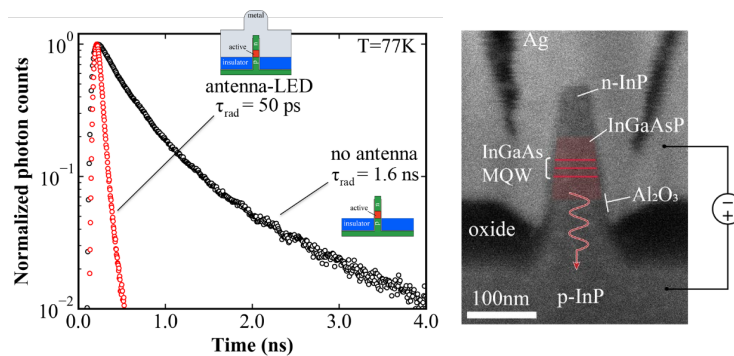 metal
n
active
insulator
p
T=77K
antenna-LED
τrad = 50 ps
no antenna
τrad = 1.6 ns
active
n
insulator
p
Normalized photon counts
10⁰
10⁻¹
10⁻²
0.0 1.0 2.0 3.0 4.0
Time (ns)
Ag
n-InP
InGaAsP
InGaAs
MQW
Al₂O₃
oxide
p-InP
100nm
− +